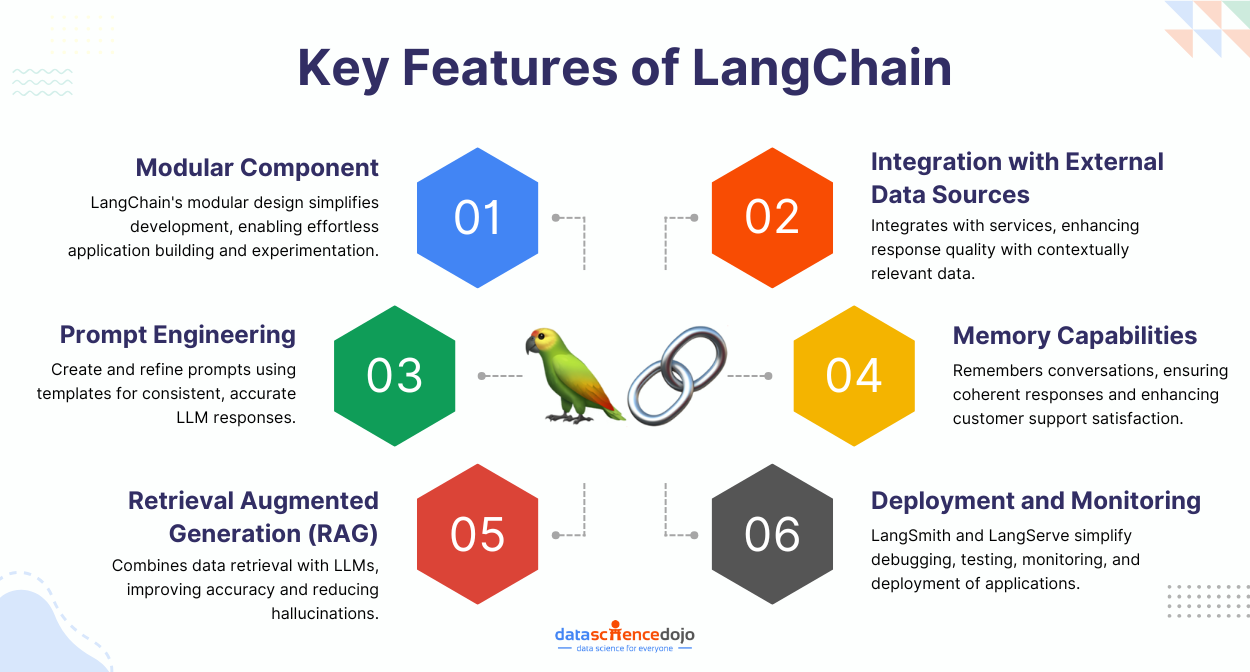 Key Features of LangChain
Modular Component
LangChain's modular design simplifies
development, enabling effortless
application building and experimentation.
01
02
Integration with External
Data Sources
Integrates with services, enhancing
response quality with contextually
relevant data.
Prompt Engineering
Create and refine prompts using
templates for consistent, accurate
LLM responses.
03
04
Memory Capabilities
Remembers conversations, ensuring
coherent responses and enhancing
customer support satisfaction.
Retrieval Augmented
Generation (RAG)
Combines data retrieval with LLMs,
improving accuracy and reducing
hallucinations.
05
06
Deployment and Monitoring
LangSmith and LangServe simplify
debugging, testing, monitoring, and
deployment of applications.
datasciencedojo
data science for everyone